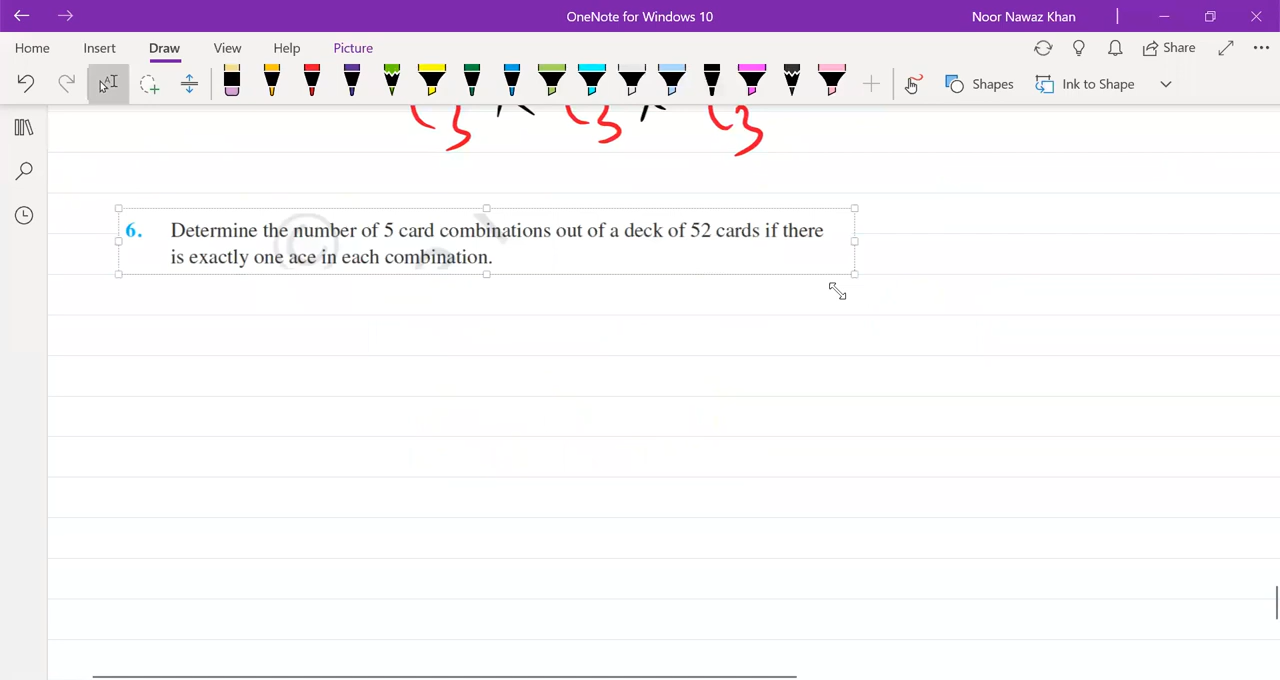 OneNote for Windows 10
Noor Nawaz Khan
Home Insert Draw View Help Picture
Share
Shapes
Ink to Shape
6. Determine the number of 5 card combinations out of a deck of 52 cards if there
is exactly one ace in each combination.